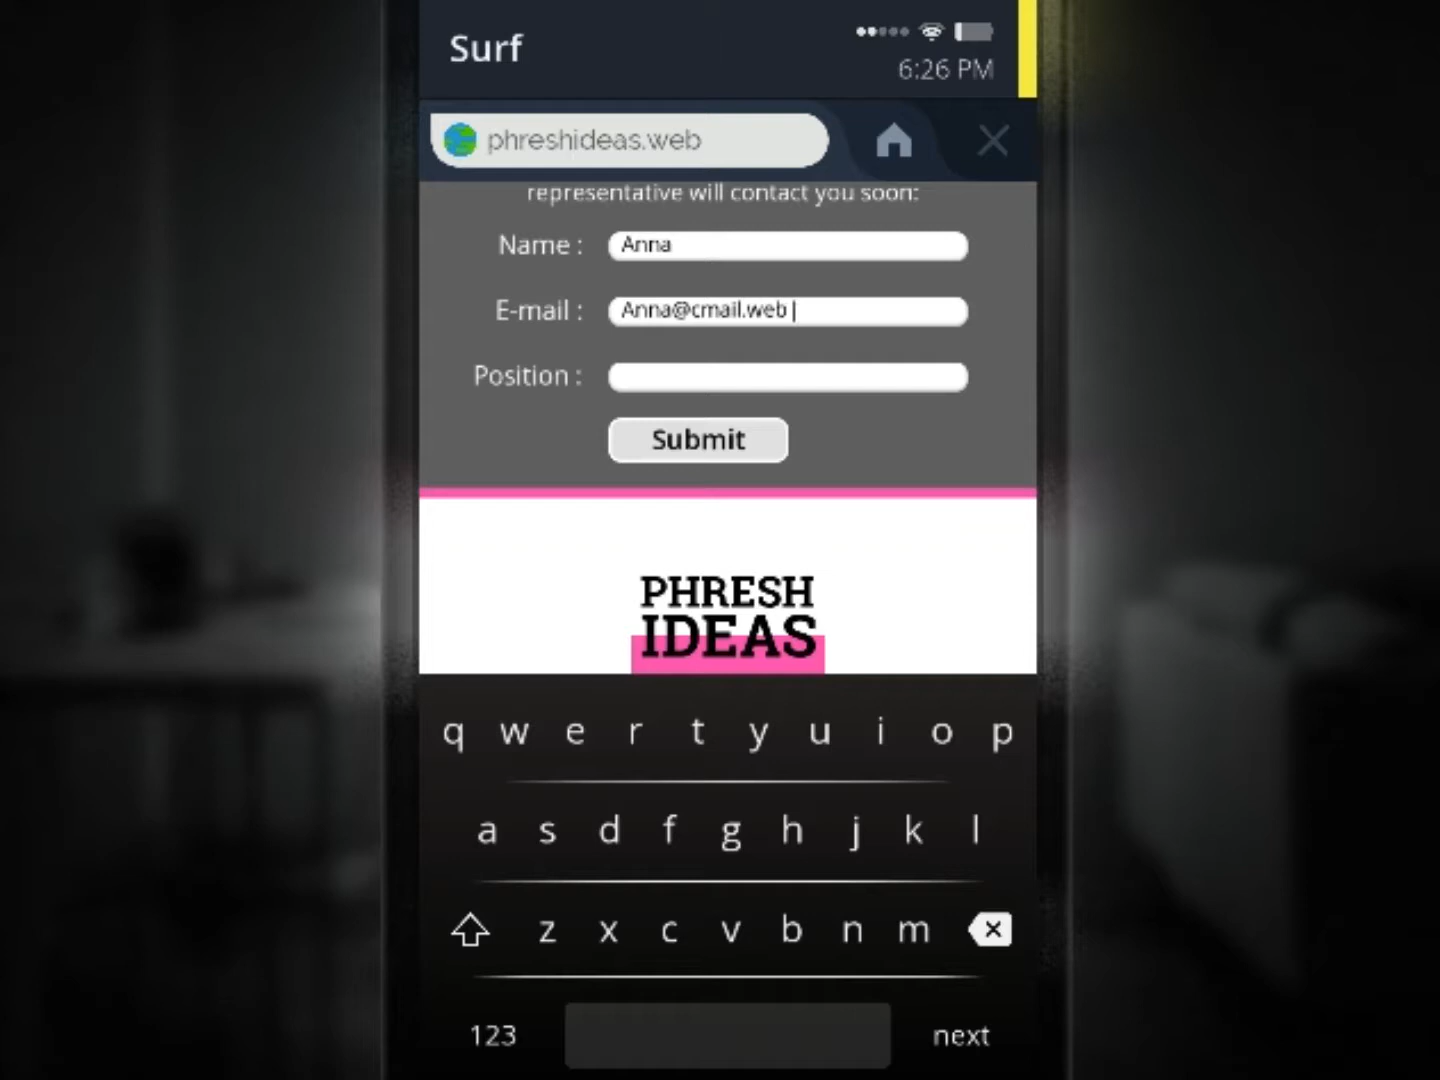 Surf
6:26 PM
phreshideas.web
representative will contact you soon:
Name : Anna
E-mail : Anna@cmail.web|
Position :
Submit
PHRESH
IDEAS
q w e r t y u i o p
a s d f g h j k l
z x c v b n m
123 next